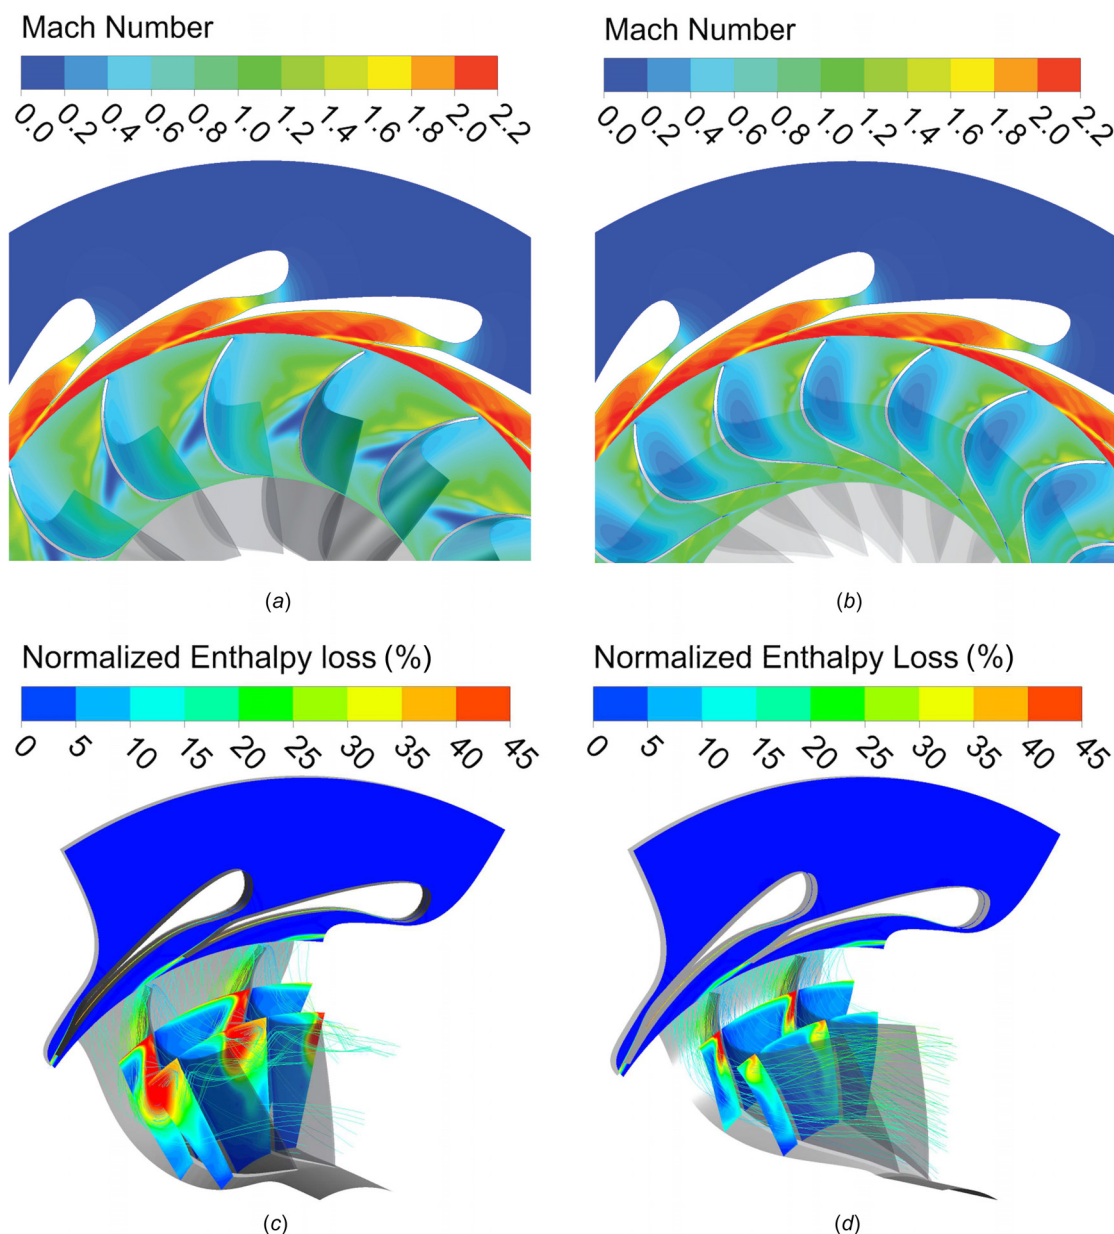 Mach Number
0.0 0.2 0.4 0.6 0.8 1.0 1.2 1.4 1.6 1.8 2.0 2.2
(a)
Mach Number
0.0 0.2 0.4 0.6 0.8 1.0 1.2 1.4 1.6 1.8 2.0 2.2
(b)
Normalized Enthalpy loss (%)
0 5 10 15 20 25 30 35 40 45
(c)
Normalized Enthalpy Loss (%)
0 5 10 15 20 25 30 35 40 45
(d)